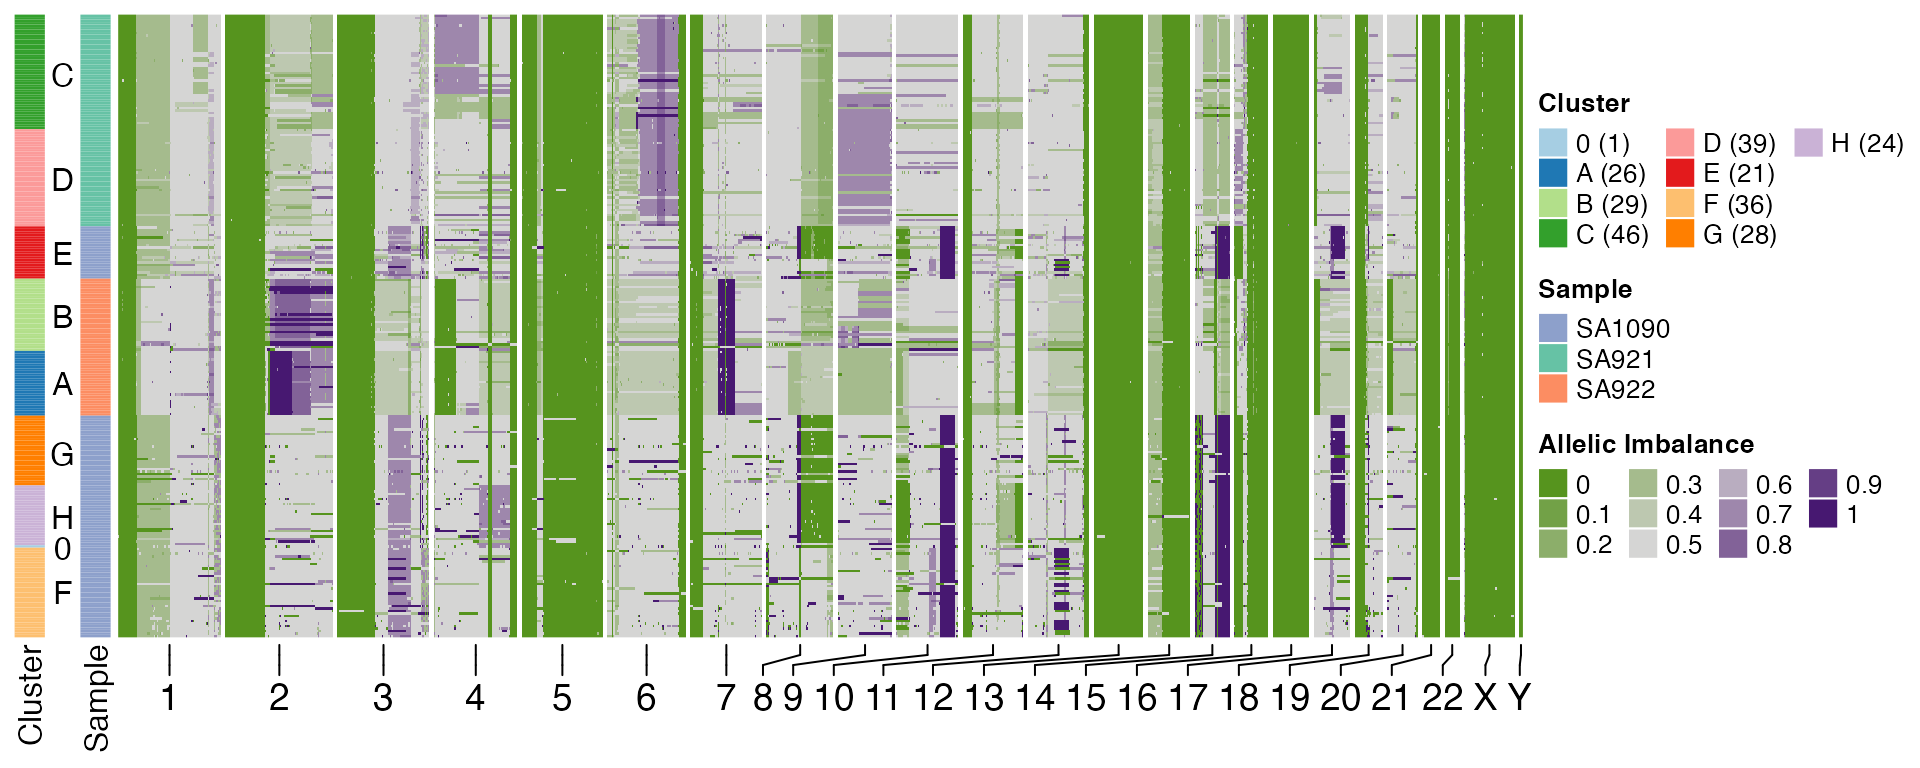 C
D
E
B
A
G
H
0
F
Cluster
Sample
1 2 3 4 5 6 7 8 9 10 11 12 13 14 15 16 17 18 19 20 21 22 X Y
Cluster
0 (1) D (39) H (24)
A (26) E (21)
B (29) F (36)
C (46) G (28)
Sample
SA1090
SA921
SA922
Allelic Imbalance
0 0.3 0.6 0.9
0.1 0.4 0.7 1
0.2 0.5 0.8